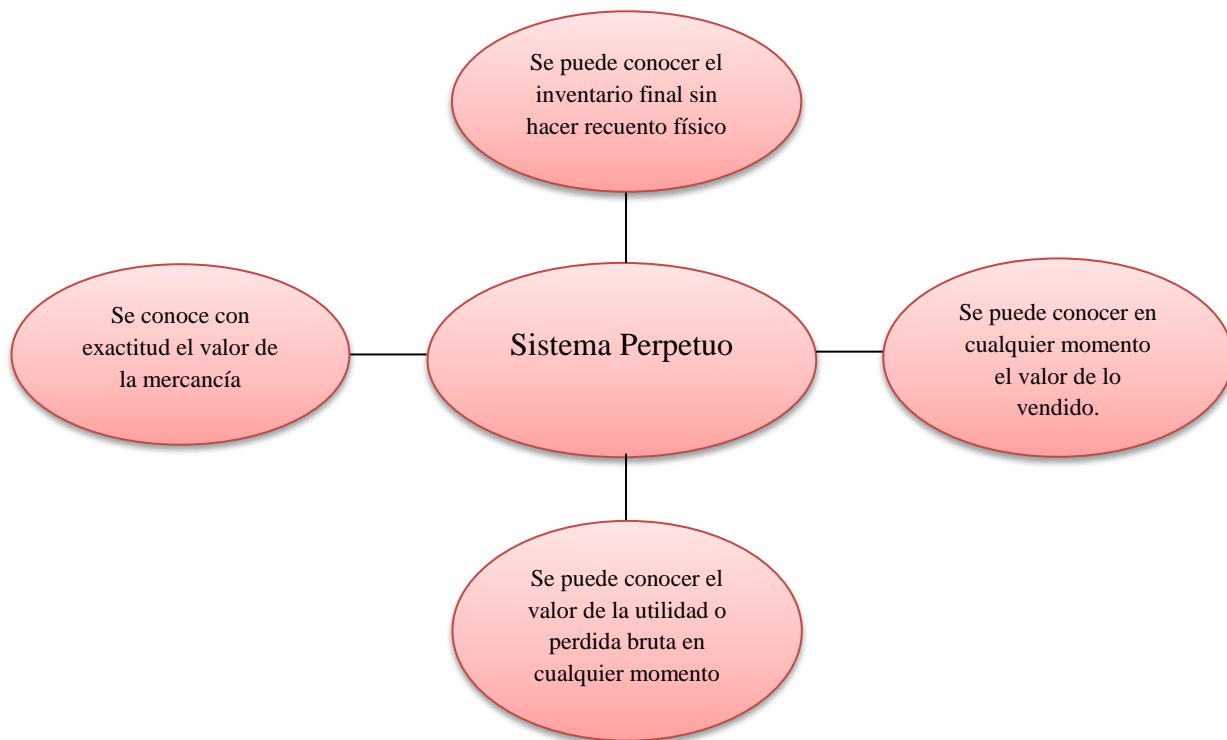 Se puede conocer el
inventario final sin
hacer recuento físico
Se conoce con
exactitud el valor de
la mercancía
Sistema Perpetuo
Se puede conocer en
cualquier momento
el valor de lo
vendido.
Se puede conocer el
valor de la utilidad o
perdida bruta en
cualquier momento